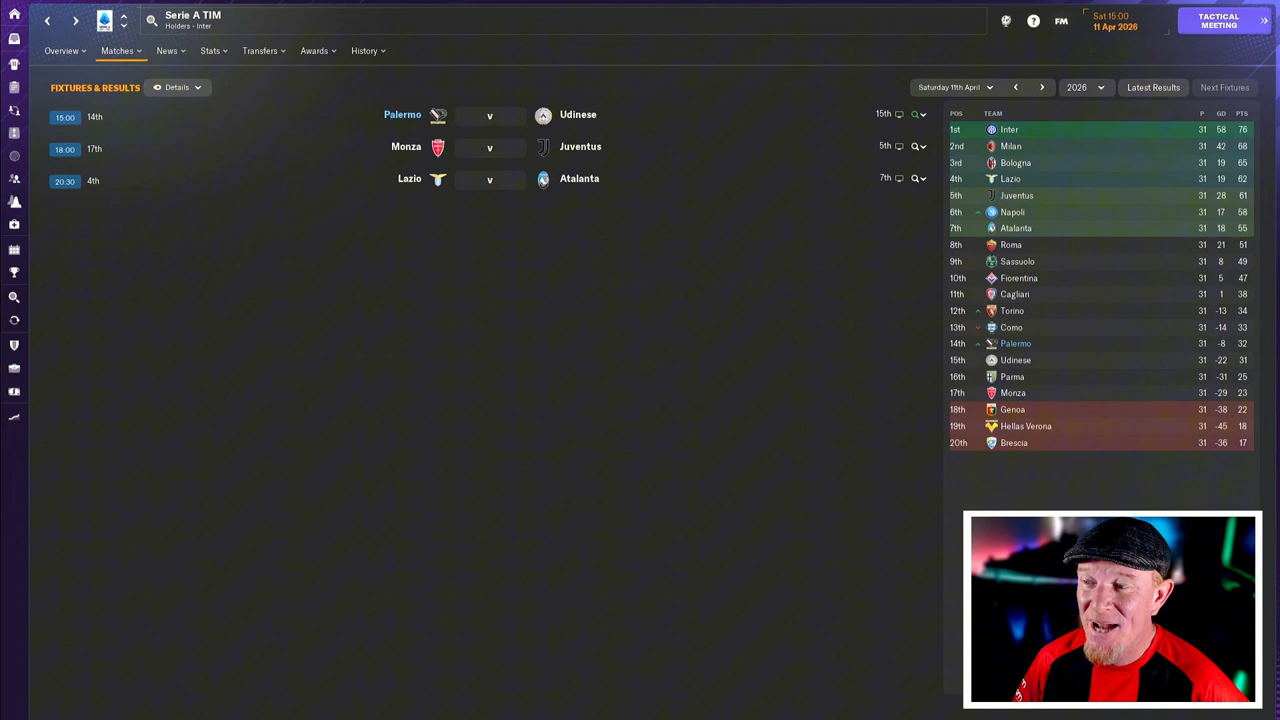 Serie A TIM
Holders - Inter
FM
Sat 15:00
11 Apr 2026
TACTICAL
MEETING
Overview Matches News Stats Transfers Awards History
FIXTURES & RESULTS Details
Saturday 11th April 2026 Latest Results Next Fixtures
15:00 14th Palermo v Udinese 15th
18:00 17th Monza v Juventus 5th
20:30 4th Lazio v Atalanta 7th
POS TEAM P GD PTS
1st Inter 31 58 76
2nd Milan 31 42 68
3rd Bologna 31 19 65
4th Lazio 31 19 62
5th Juventus 31 28 61
6th Napoli 31 17 58
7th Atalanta 31 18 55
8th Roma 31 21 51
9th Sassuolo 31 8 49
10th Fiorentina 31 5 47
11th Cagliari 31 1 38
12th Torino 31 -13 34
13th Como 31 -14 33
14th Palermo 31 -8 32
15th Udinese 31 -22 31
16th Parma 31 -31 25
17th Monza 31 -29 23
18th Genoa 31 -38 22
19th Hellas Verona 31 -45 18
20th Brescia 31 -36 17